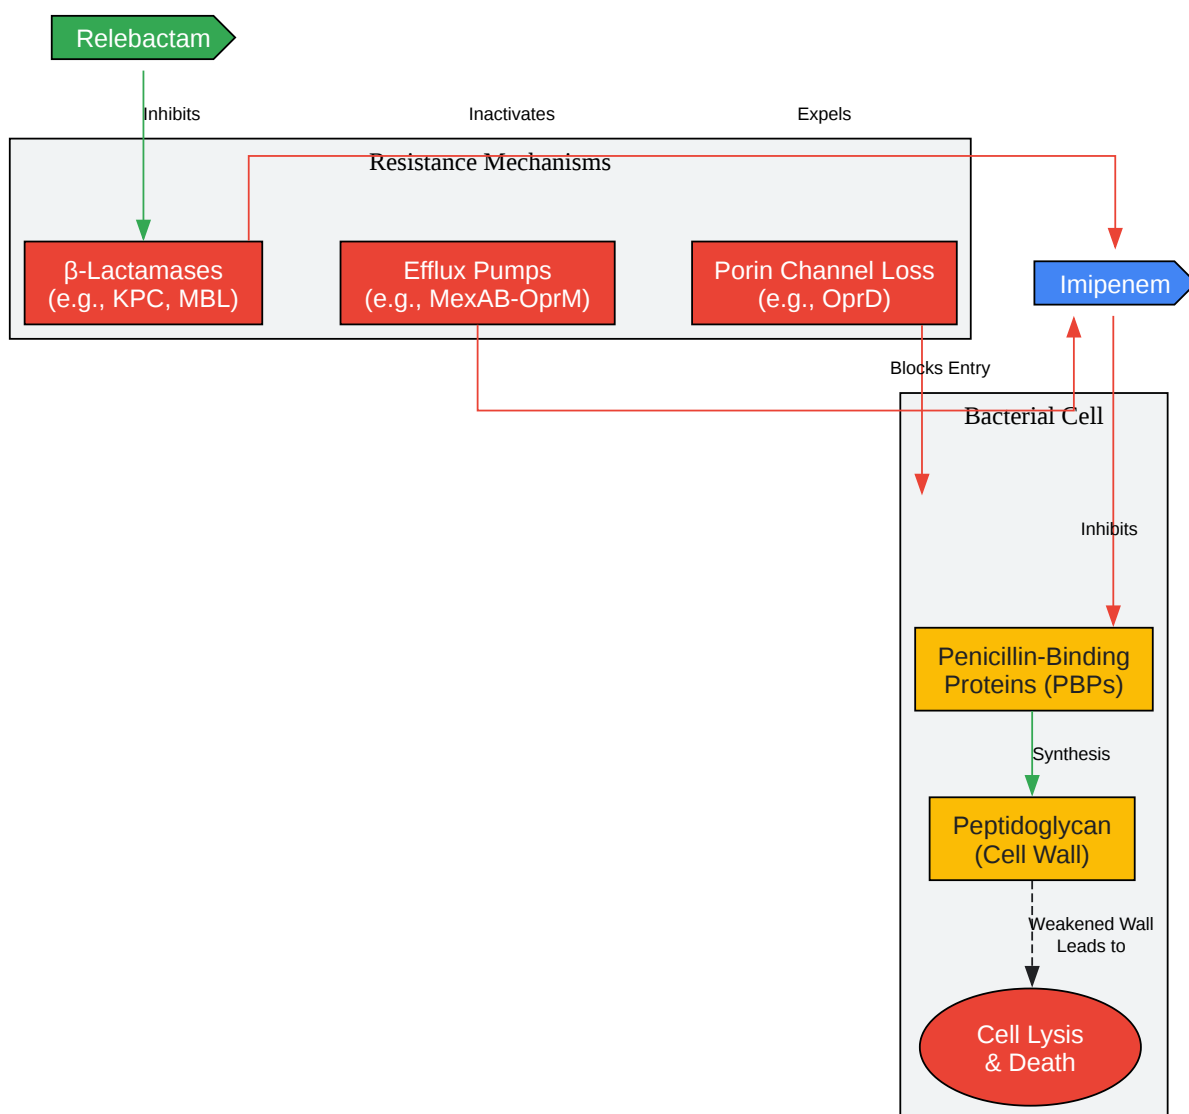 Relebactam
Inhibits
Inactivates
Expels
Resistance Mechanisms
β-Lactamases
(e.g., KPC, MBL)
Efflux Pumps
(e.g., MexAB-OprM)
Porin Channel Loss
(e.g., OprD)
Imipenem
Blocks Entry
Bacterial Cell
Inhibits
Penicillin-Binding
Proteins (PBPs)
Synthesis
Peptidoglycan
(Cell Wall)
Weakened Wall
Leads to
Cell Lysis
& Death